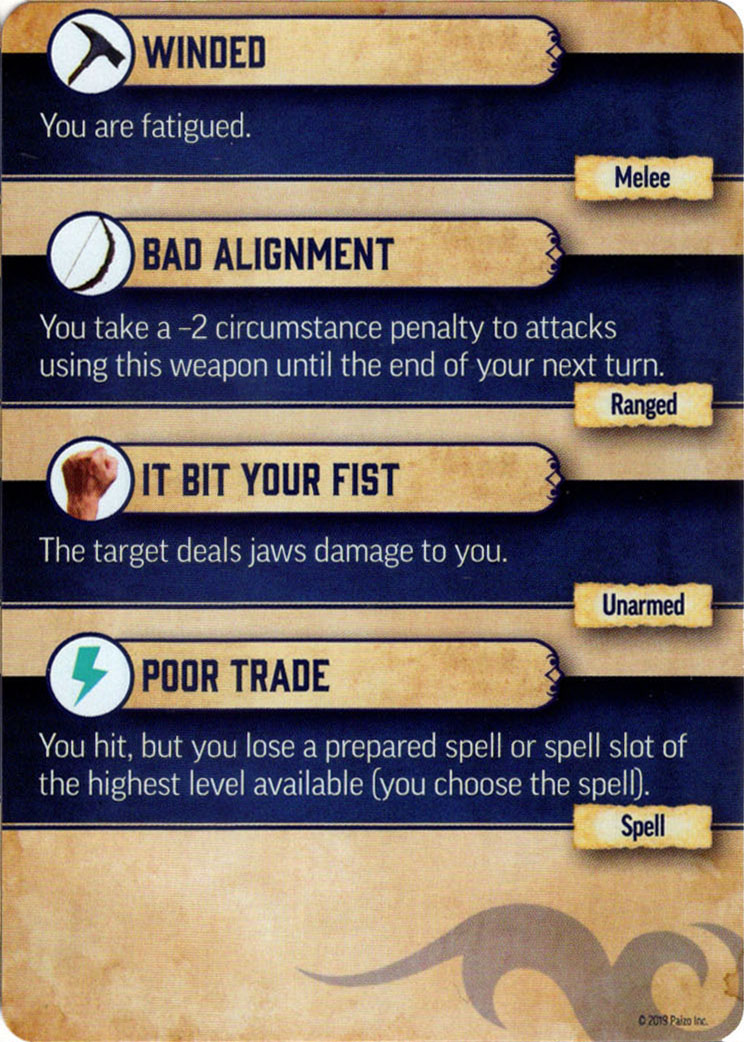 WINDED
You are fatigued.
Melee
BAD ALIGNMENT
You take a –2 circumstance penalty to attacks
using this weapon until the end of your next turn.
Ranged
IT BIT YOUR FIST
The target deals jaws damage to you.
Unarmed
POOR TRADE
You hit, but you lose a prepared spell or spell slot of
the highest level available (you choose the spell).
Spell
© 2019 Paizo Inc.